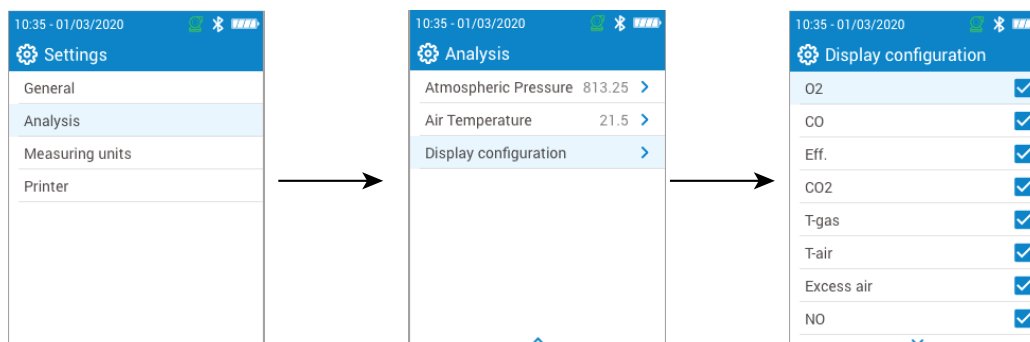 10:35 - 01/03/2020
Settings
General
Analysis
Measuring units
Printer
10:35 - 01/03/2020
Analysis
Atmospheric Pressure 813.25
Air Temperature 21.5
Display configuration
10:35 - 01/03/2020
Display configuration
O2
CO
Eff.
CO2
T-gas
T-air
Excess air
NO